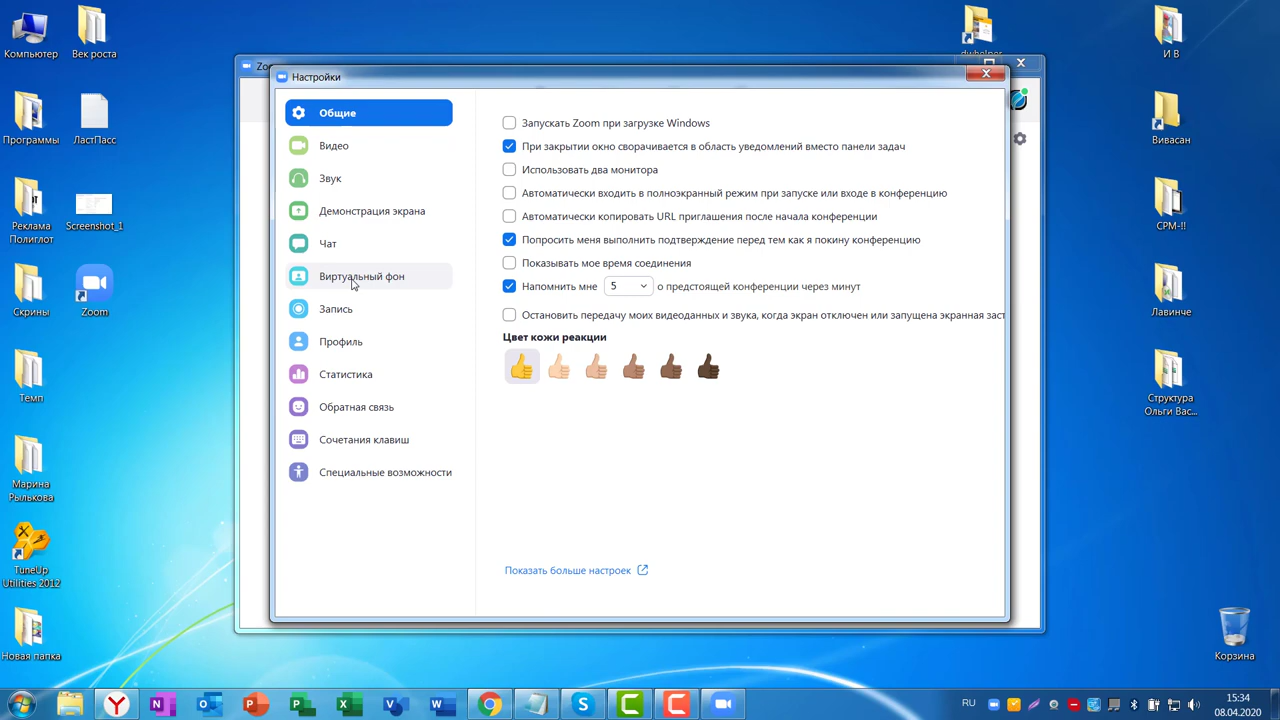 Компьютер
Век роста
Программы
ЛастПасс
Реклама
Полиглот
Screenshot_1
Скрины
Zoom
Темп
Марина
Рылькова
TuneUp
Utilities 2012
Новая папка
Настройки
Общие
Видео
Звук
Демонстрация экрана
Чат
Виртуальный фон
Запись
Профиль
Статистика
Обратная связь
Сочетания клавиш
Специальные возможности
Запускать Zoom при загрузке Windows
При закрытии окно сворачивается в область уведомлений вместо панели задач
Использовать два монитора
Автоматически входить в полноэкранный режим при запуске или входе в конференцию
Автоматически копировать URL приглашения после начала конференции
Попросить меня выполнить подтверждение перед тем как я покину конференцию
Показывать мое время соединения
Напомнить мне 5 о предстоящей конференции через минут
Остановить передачу моих видеоданных и звука, когда экран отключен или запущена экранная заст
Цвет кожи реакции
Показать больше настроек
И В
Вивасан
СРМ-!!
Лавинче
Структура
Ольги Вас...
Корзина
RU
15:34
08.04.2020